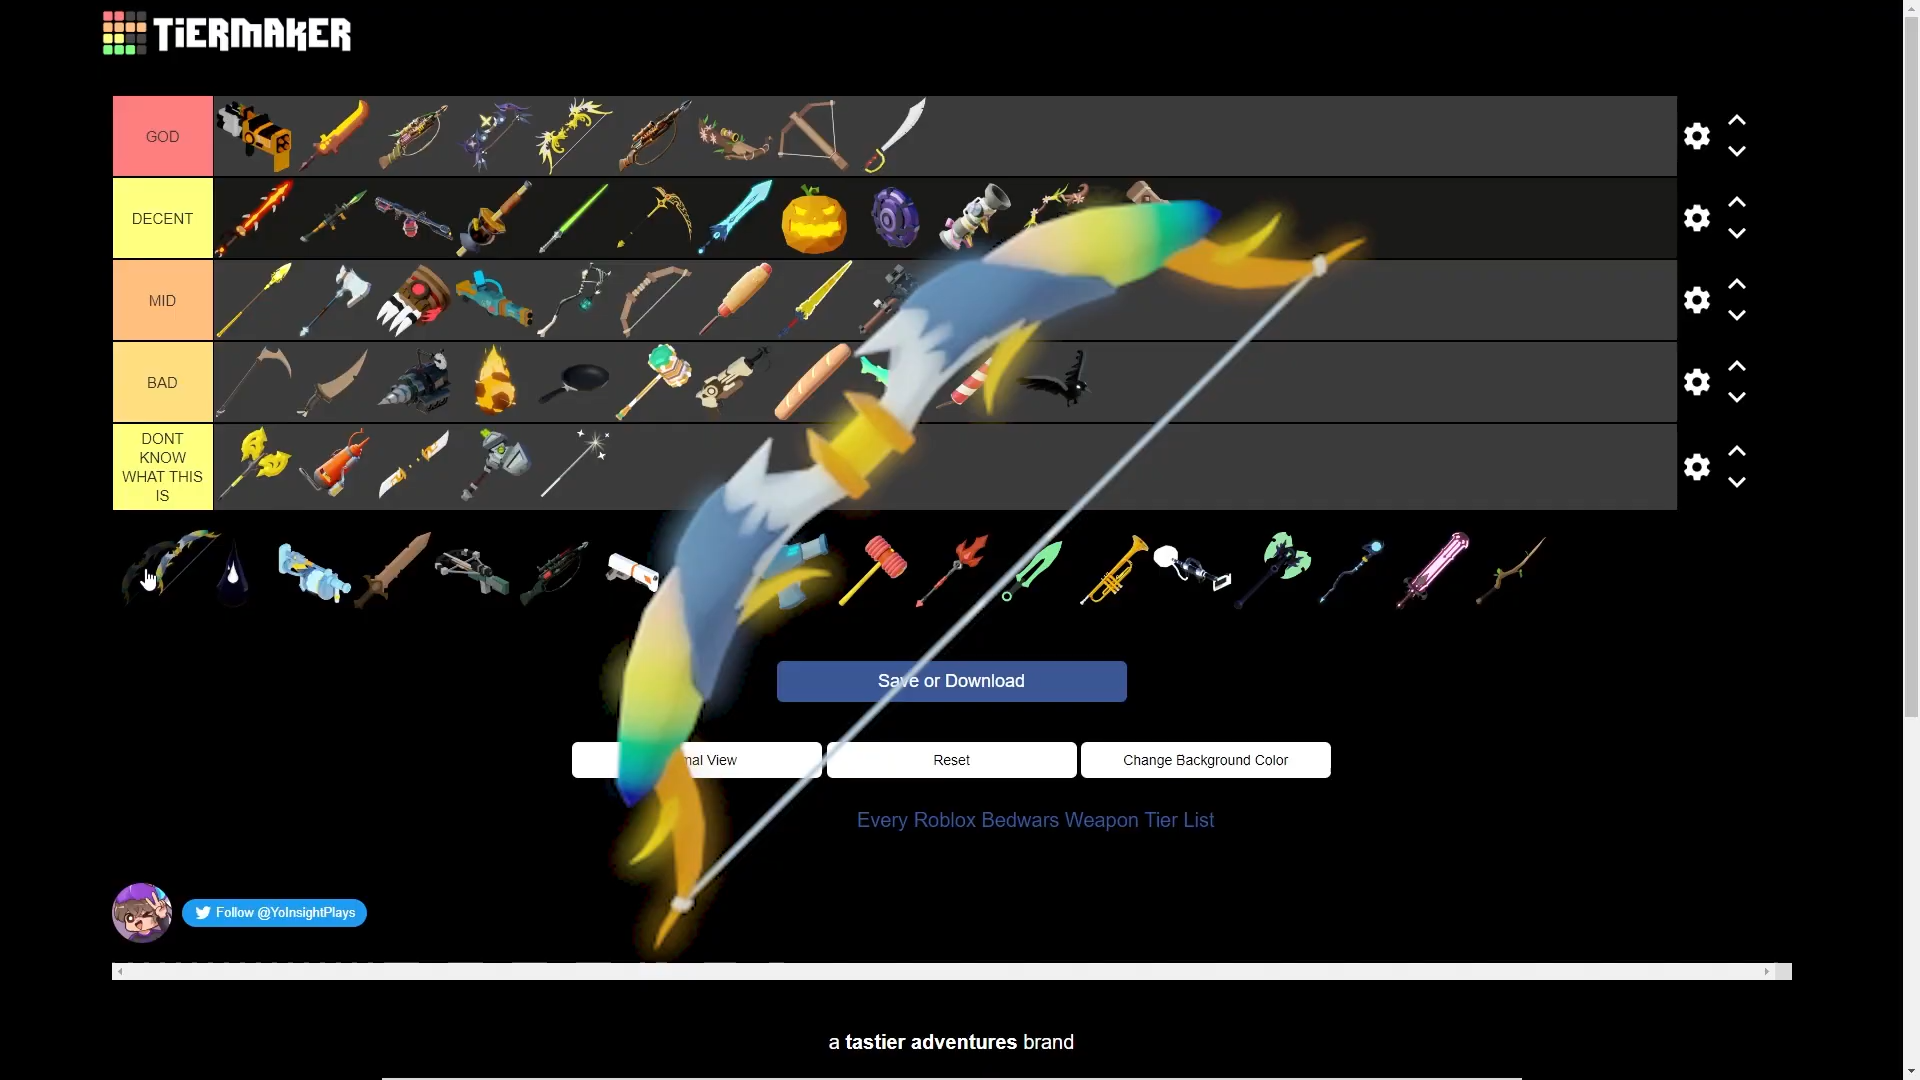 TiERMAKER
GOD
DECENT
MID
BAD
DONT
KNOW
WHAT THIS
IS
Save or Download
nal View
Reset
Change Background Color
Every Roblox Bedwars Weapon Tier List
Follow @YoInsightPlays
a tastier adventures brand